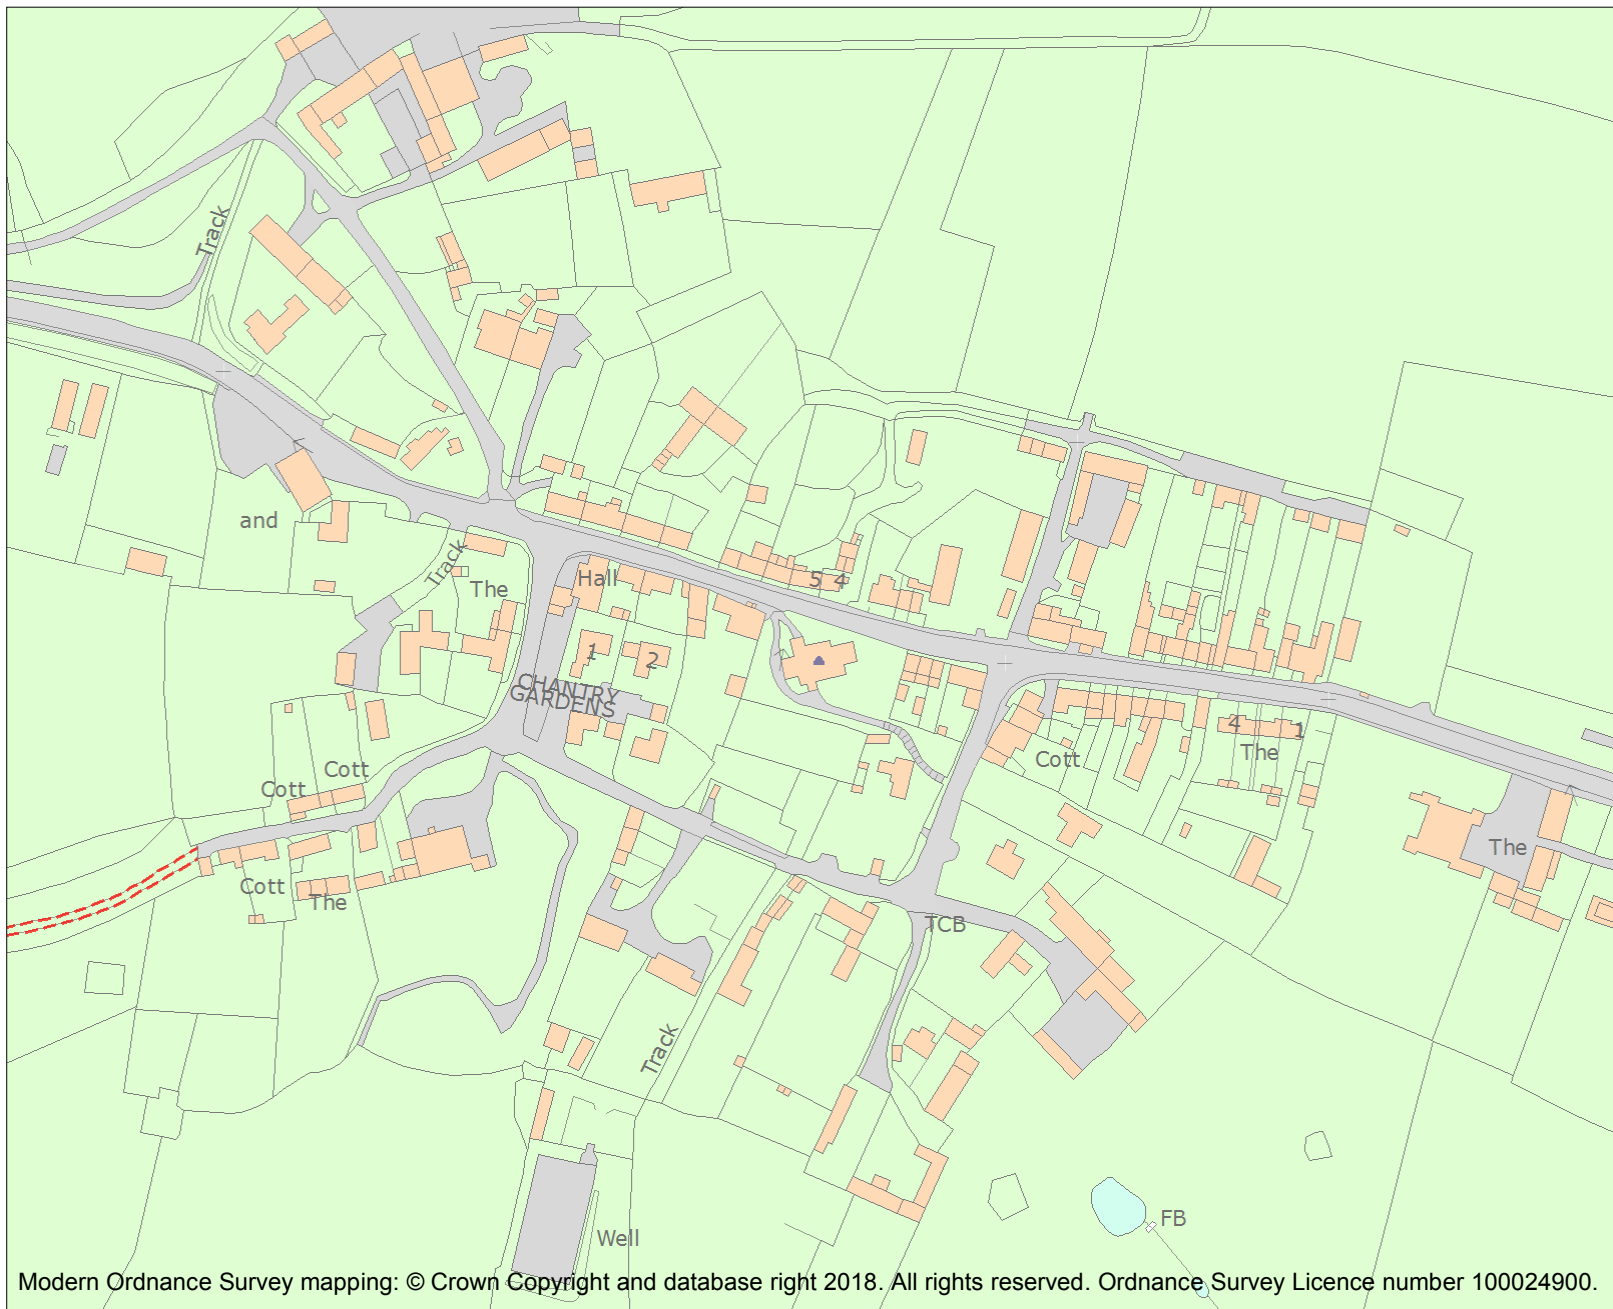 Track
and
Track
The
Hall
5 4
1
2
CHANTRY
GARDENS
Cott
Cott
Cott
4
1
The
The
Cott
The
TCB
Track
FB
Well
Modern Ordnance Survey mapping: © Crown Copyright and database right 2018. All rights reserved. Ordnance Survey Licence number 100024900.